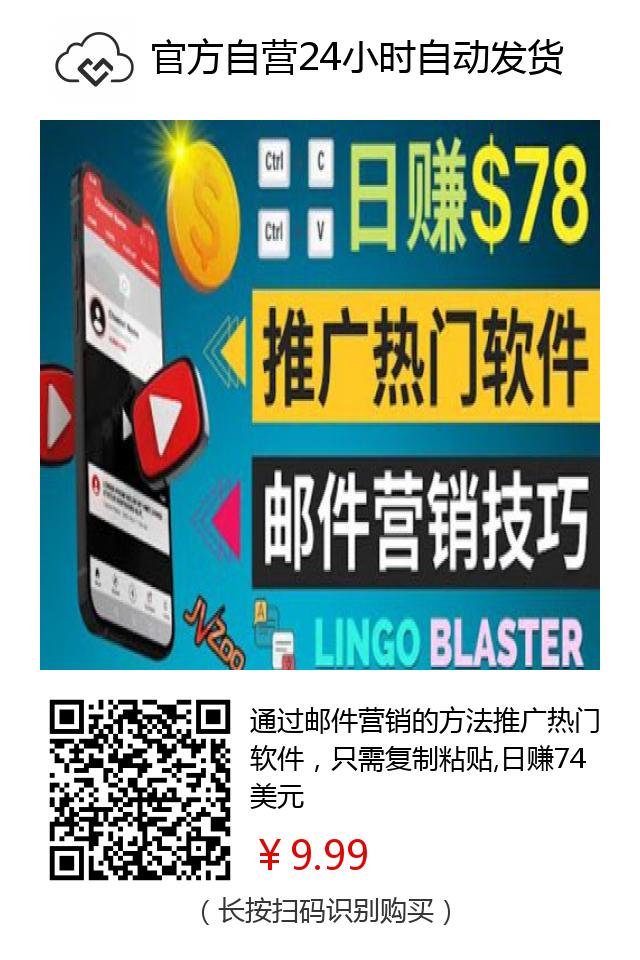 官方自营24小时自动发货
Ctrl C
日赚$78
Ctrl V
推广热门软件
邮件营销技巧
JVZoo
A
LINGO BLASTER
通过邮件营销的方法推广热门
软件，只需复制粘贴,日赚74
美元
￥9.99
（长按扫码识别购买）